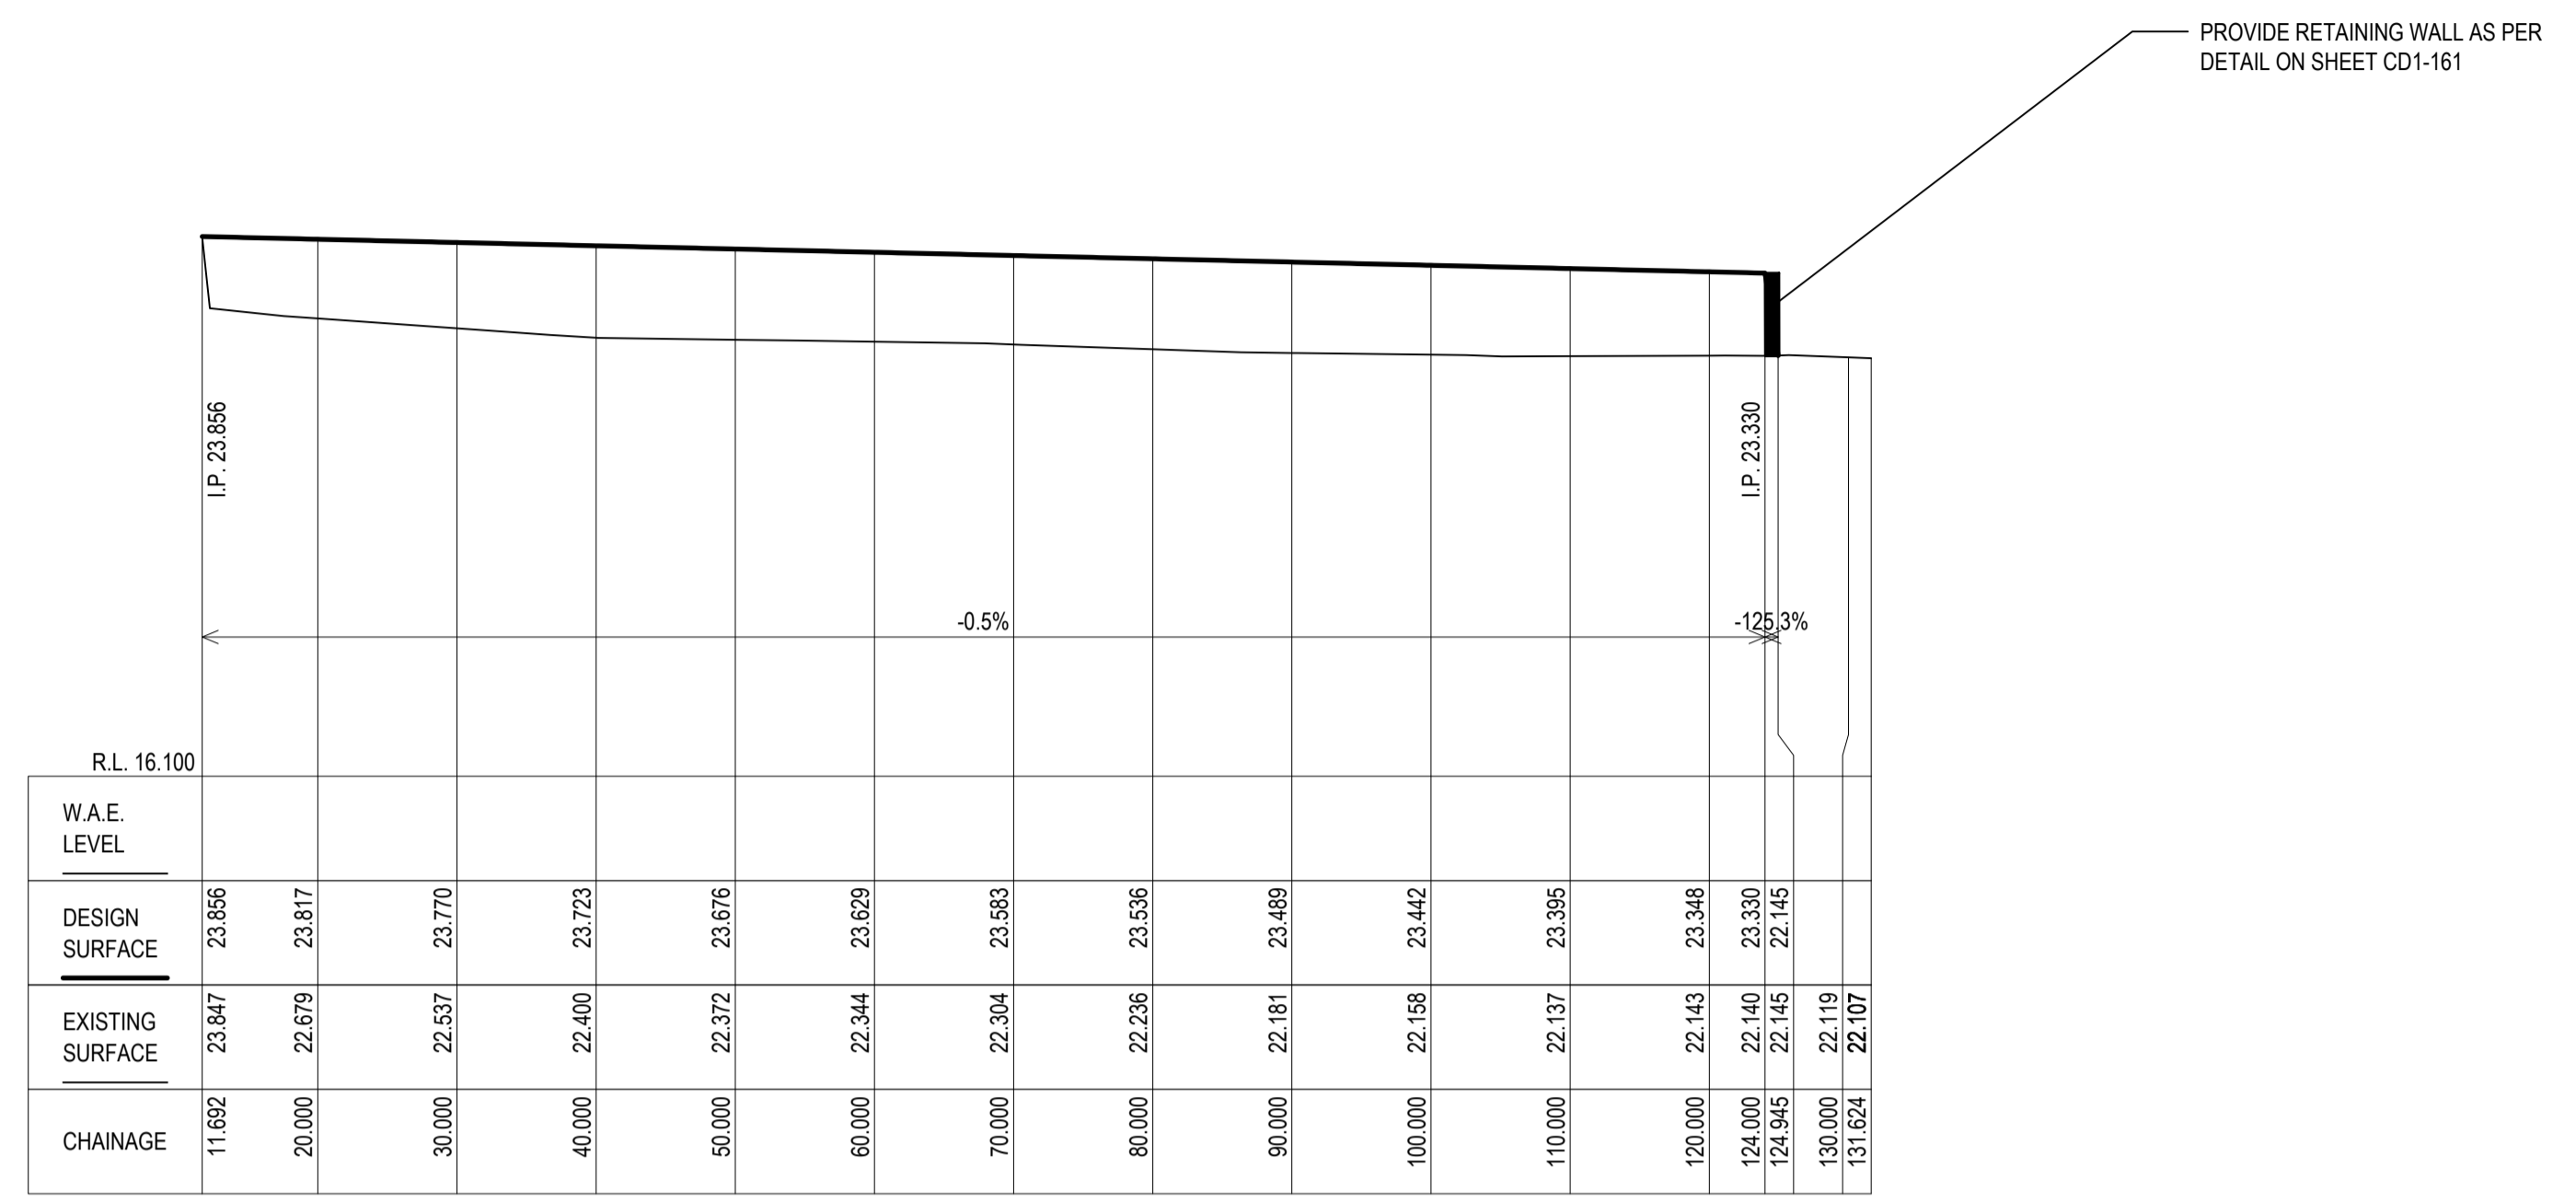 PROVIDE RETAINING WALL AS PER
DETAIL ON SHEET CD1-161
I.P. 23.856
I.P. 23.330
-0.5%
-125.3%
R.L. 16.100
W.A.E.
LEVEL
DESIGN
SURFACE
23.856 23.817 23.770 23.723 23.676 23.629 23.583 23.536 23.489 23.442 23.395 23.348 23.330 22.145
EXISTING
SURFACE
23.847 22.679 22.537 22.400 22.372 22.344 22.304 22.236 22.181 22.158 22.137 22.143 22.140 22.145 22.119 22.107
CHAINAGE
11.692 20.000 30.000 40.000 50.000 60.000 70.000 80.000 90.000 100.000 110.000 120.000 124.000 124.945 130.000 131.624